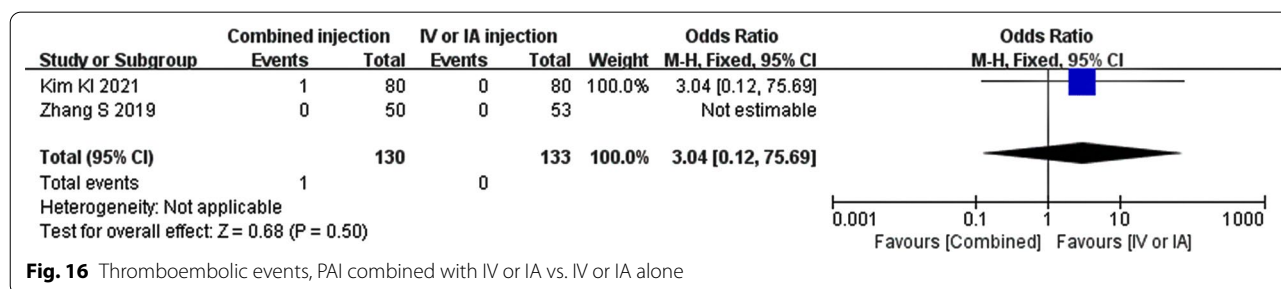 Combined injection IV or IA injection Odds Ratio Odds Ratio
Study or Subgroup Events Total Events Total Weight M-H, Fixed, 95% CI M-H, Fixed, 95% CI
Kim KI 2021 1 80 0 80 100.0% 3.04 [0.12, 75.69]
Zhang S 2019 0 50 0 53 Not estimable
Total (95% CI) 130 133 100.0% 3.04 [0.12, 75.69]
Total events 1 0
Heterogeneity: Not applicable
Test for overall effect: Z = 0.68 (P = 0.50)
0.001 0.1 1 10 1000
Favours [Combined] Favours [IV or IA]
Fig. 16 Thromboembolic events, PAI combined with IV or IA vs. IV or IA alone